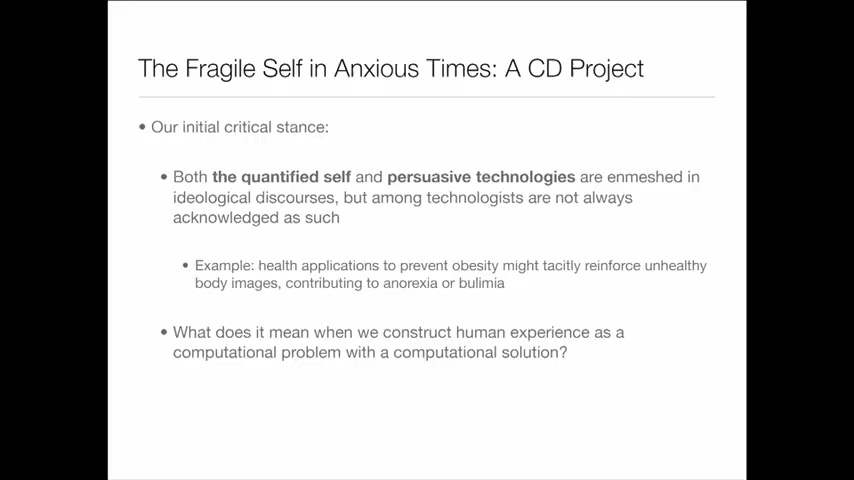 The Fragile Self in Anxious Times: A CD Project
• Our initial critical stance:
• Both the quantified self and persuasive technologies are enmeshed in
ideological discourses, but among technologists are not always
acknowledged as such
• Example: health applications to prevent obesity might tacitly reinforce unhealthy
body images, contributing to anorexia or bulimia
• What does it mean when we construct human experience as a
computational problem with a computational solution?